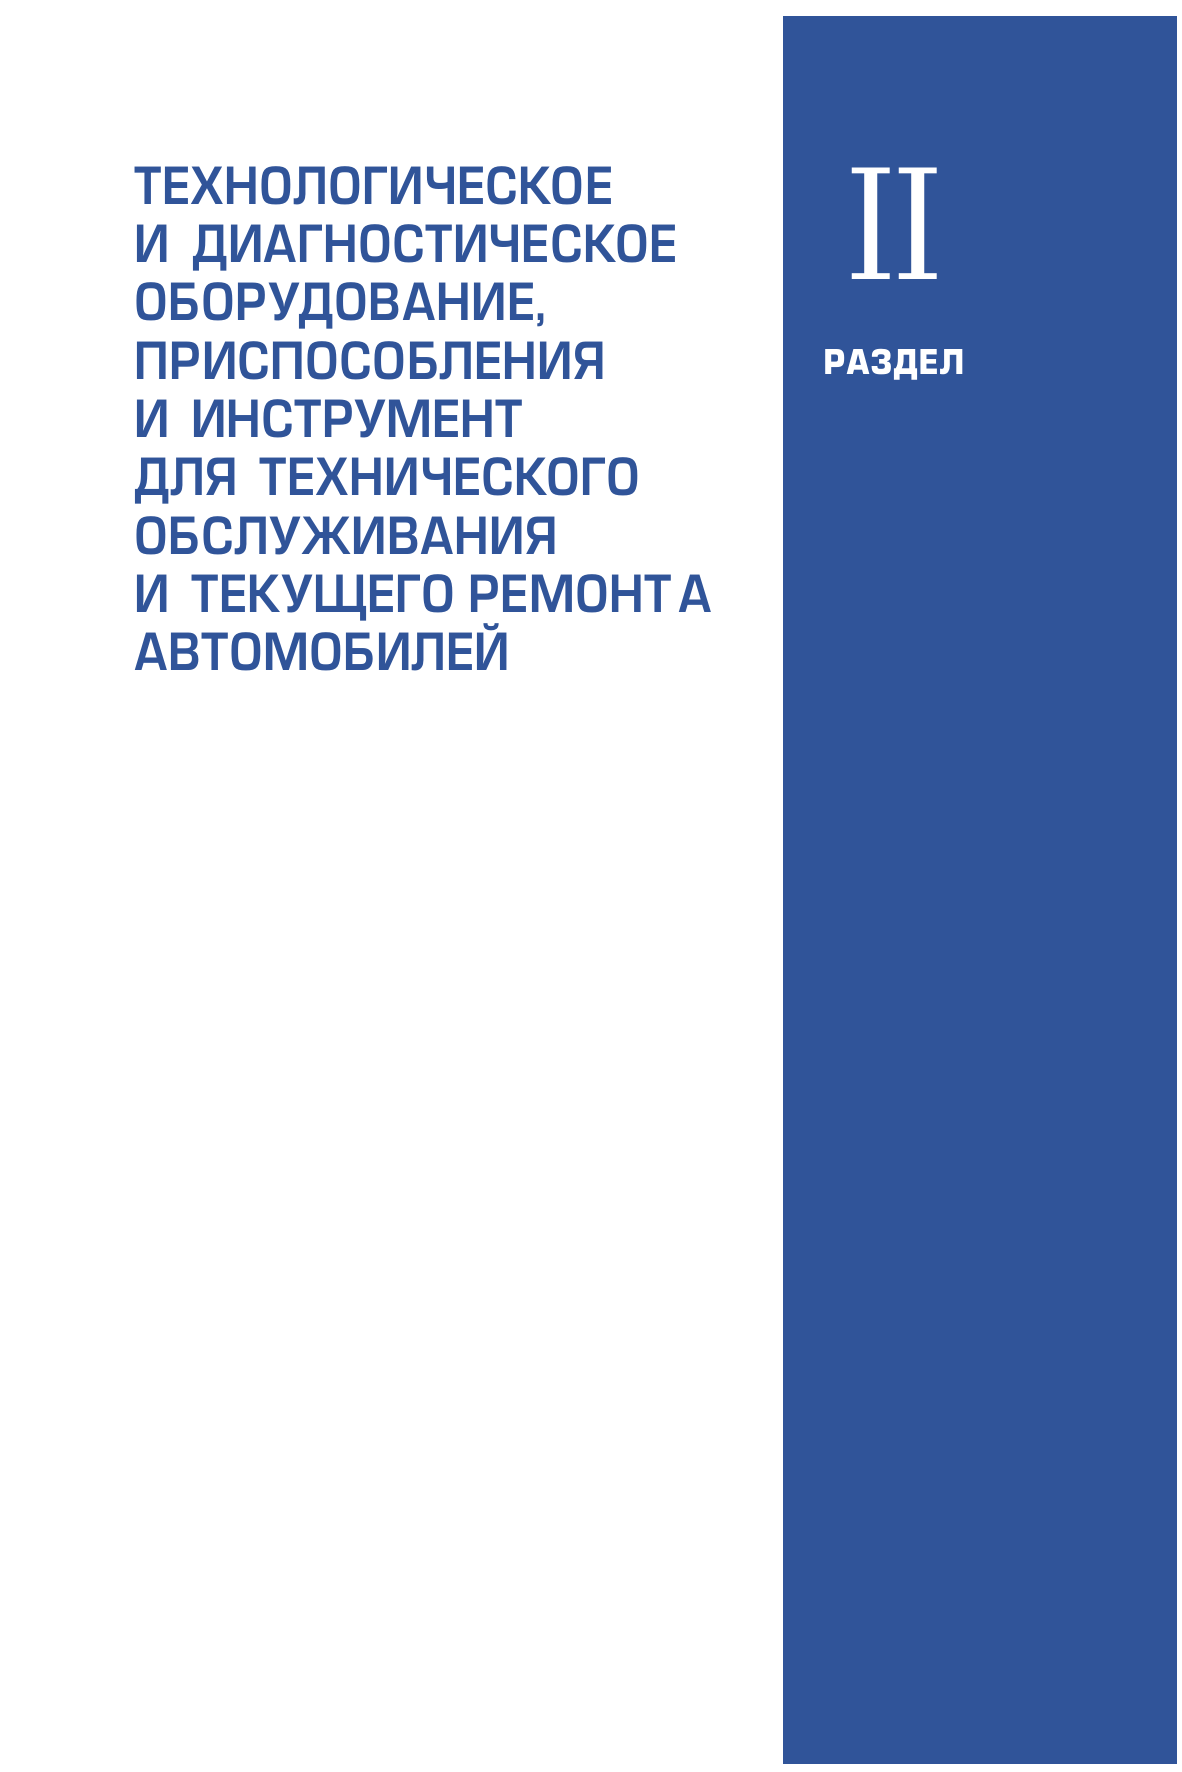 ТЕХНОЛОГИЧЕСКОЕ
И ДИАГНОСТИЧЕСКОЕ
ОБОРУДОВАНИЕ,
ПРИСПОСОБЛЕНИЯ
И ИНСТРУМЕНТ
ДЛЯ ТЕХНИЧЕСКОГО
ОБСЛУЖИВАНИЯ
И ТЕКУЩЕГО РЕМОНТА
АВТОМОБИЛЕЙ
II
РАЗДЕЛ